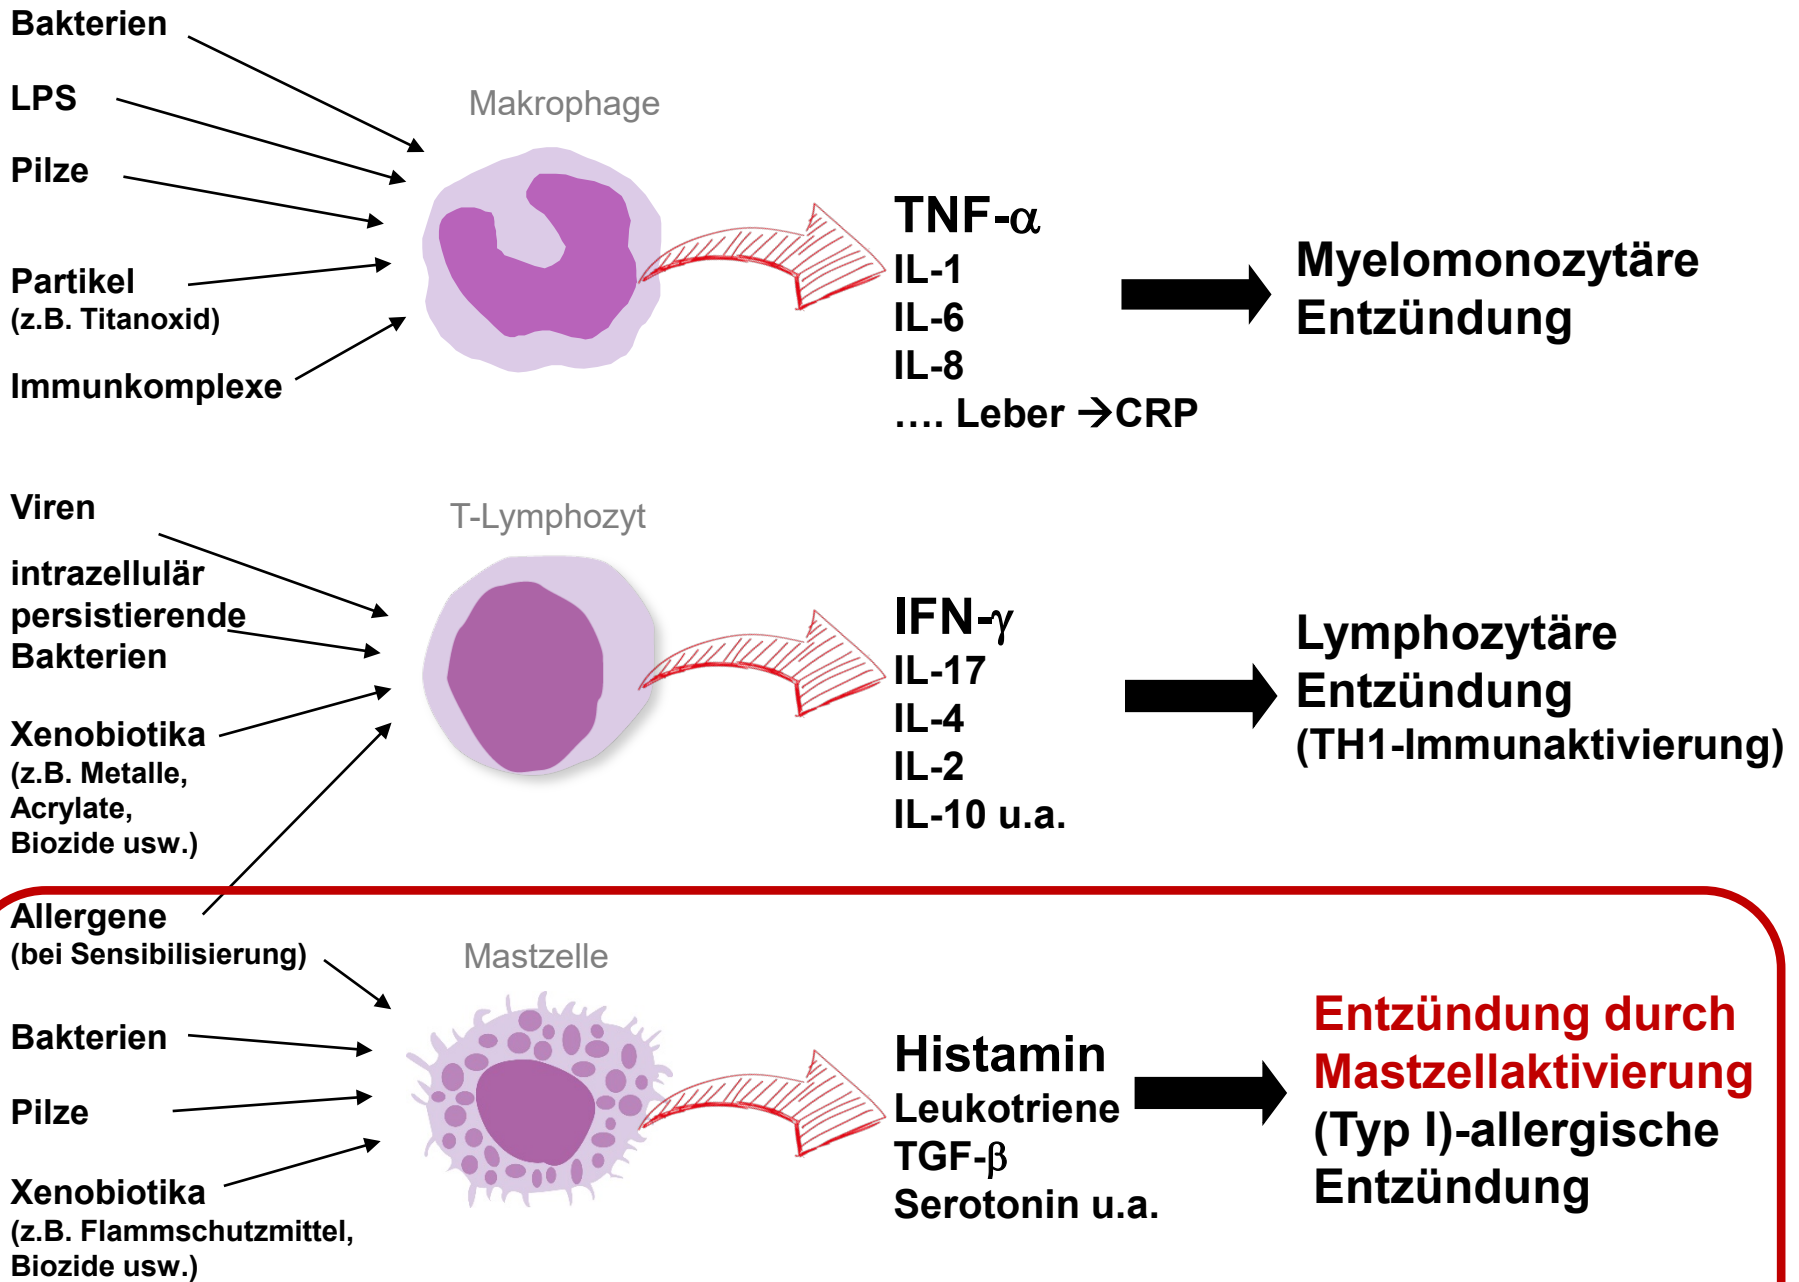 Bakterien
LPS
Pilze
Partikel
(z.B. Titanoxid)
Immunkomplexe
Makrophage
TNF-α
IL-1
IL-6
IL-8
.... Leber →CRP
Myelomonozytäre
Entzündung
Viren
intrazellulär
persistierende
Bakterien
Xenobiotika
(z.B. Metalle,
Acrylate,
Biozide usw.)
T-Lymphozyt
IFN-γ
IL-17
IL-4
IL-2
IL-10 u.a.
Lymphozytäre
Entzündung
(TH1-Immunaktivierung)
Allergene
(bei Sensibilisierung)
Bakterien
Pilze
Xenobiotika
(z.B. Flammschutzmittel,
Biozide usw.)
Mastzelle
Histamin
Leukotriene
TGF-β
Serotonin u.a.
Entzündung durch
Mastzellaktivierung
(Typ I)-allergische
Entzündung